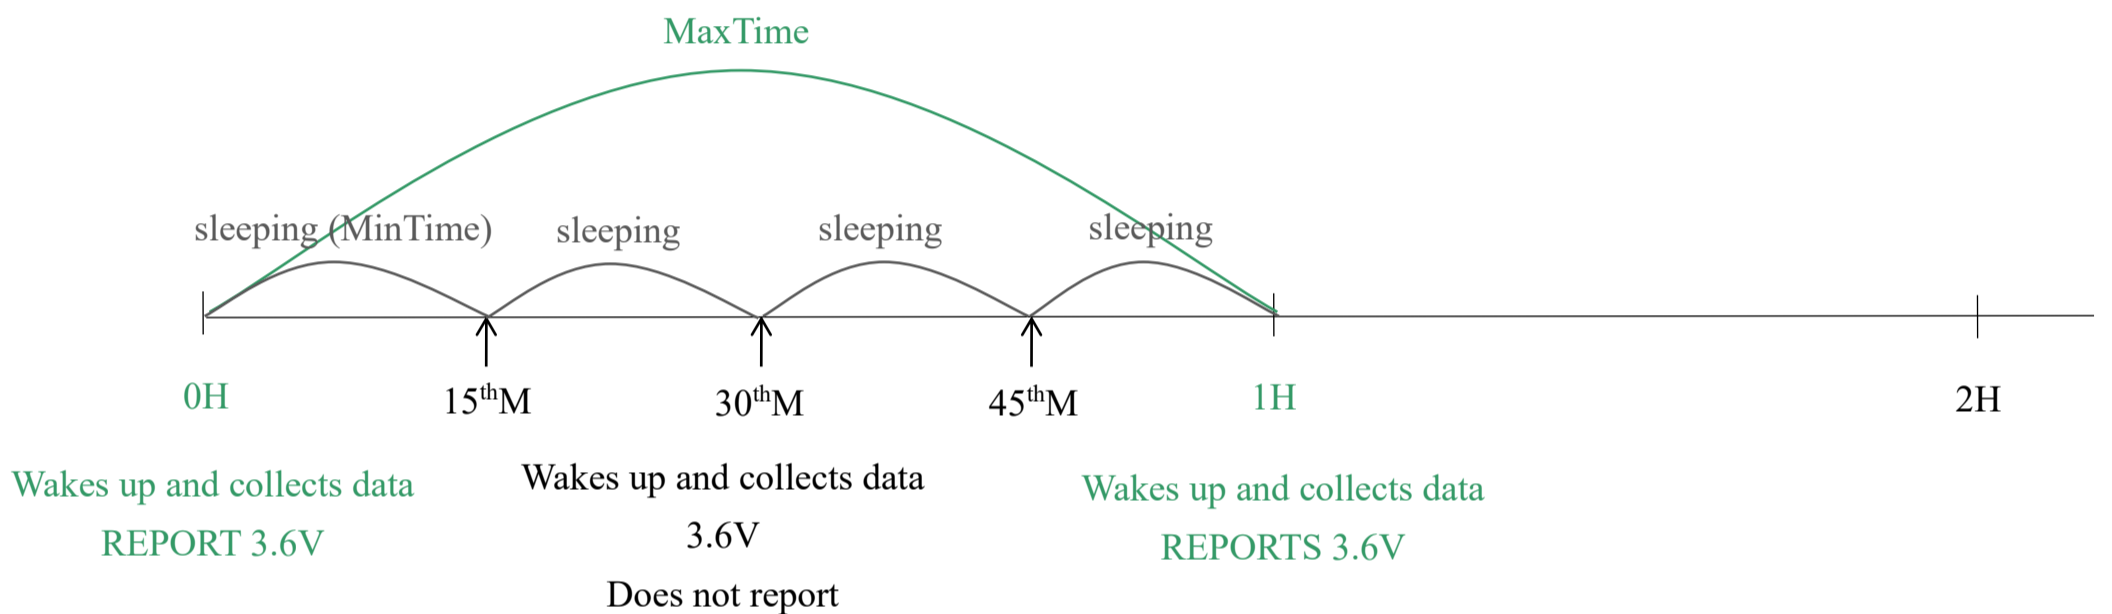 MaxTime
sleeping (MinTime)
sleeping
sleeping
sleeping
0H
15thM
30thM
45thM
1H
2H
Wakes up and collects data
REPORT 3.6V
Wakes up and collects data
3.6V
Does not report
Wakes up and collects data
REPORTS 3.6V